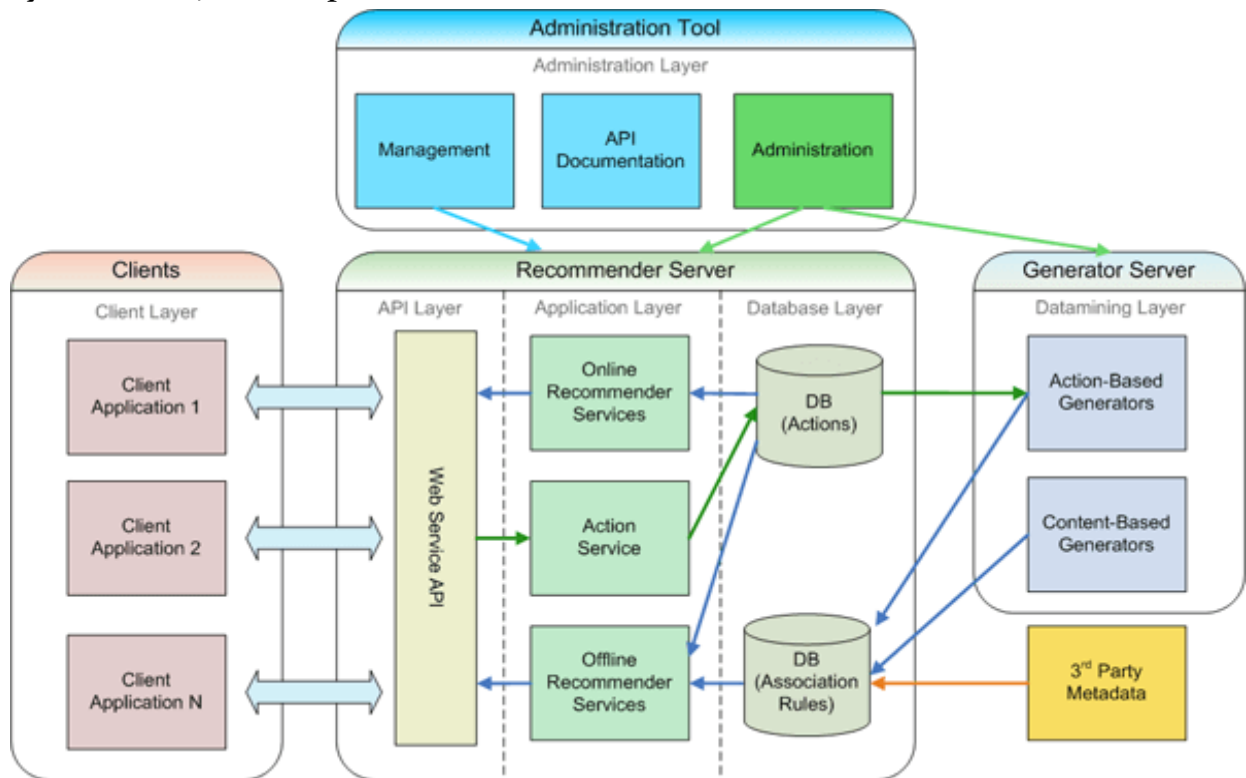 Administration Tool
Administration Layer
Management
API
Documentation
Administration
Clients
Client Layer
Client
Application 1
Client
Application 2
Client
Application N
Recommender Server
API Layer
Application Layer
Database Layer
Web Service API
Online
Recommender
Services
Action
Service
Offline
Recommender
Services
DB
(Actions)
DB
(Association
Rules)
Generator Server
Datamining Layer
Action-Based
Generators
Content-Based
Generators
3rd Party
Metadata